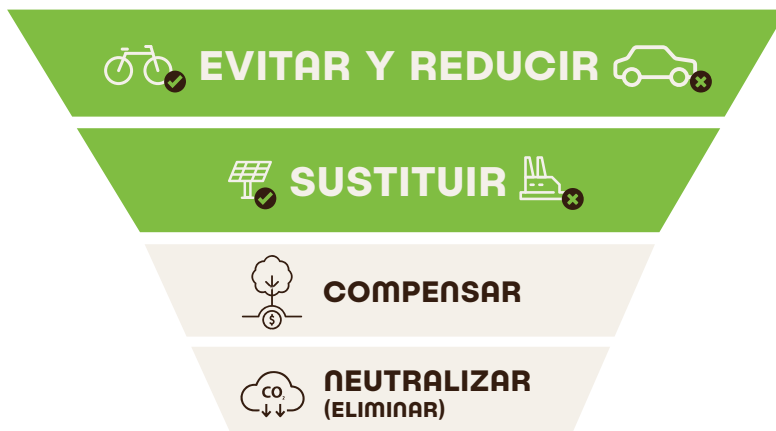 EVITAR Y REDUCIR
SUSTITUIR
COMPENSAR
$
CO₂
NEUTRALIZAR
(ELIMINAR)